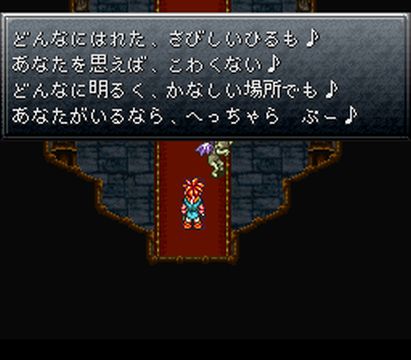 どんなにはれた、さびしいひるも♪
あなたを思えば、こわくない♪
どんなに明るく、かなしい場所でも♪
あなたがいるなら、へっちゃら　ぷー♪